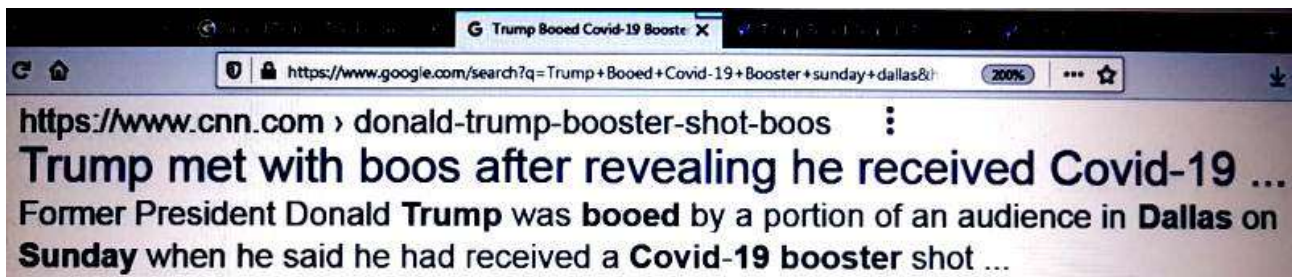 G Trump Booed Covid-19 Booste X
https://www.google.com/search?q=Trump+Booed+Covid-19+Booster+sunday+dallas&
200%
https://www.cnn.com › donald-trump-booster-shot-boos
Trump met with boos after revealing he received Covid-19 ...
Former President Donald Trump was booed by a portion of an audience in Dallas on
Sunday when he said he had received a Covid-19 booster shot ...